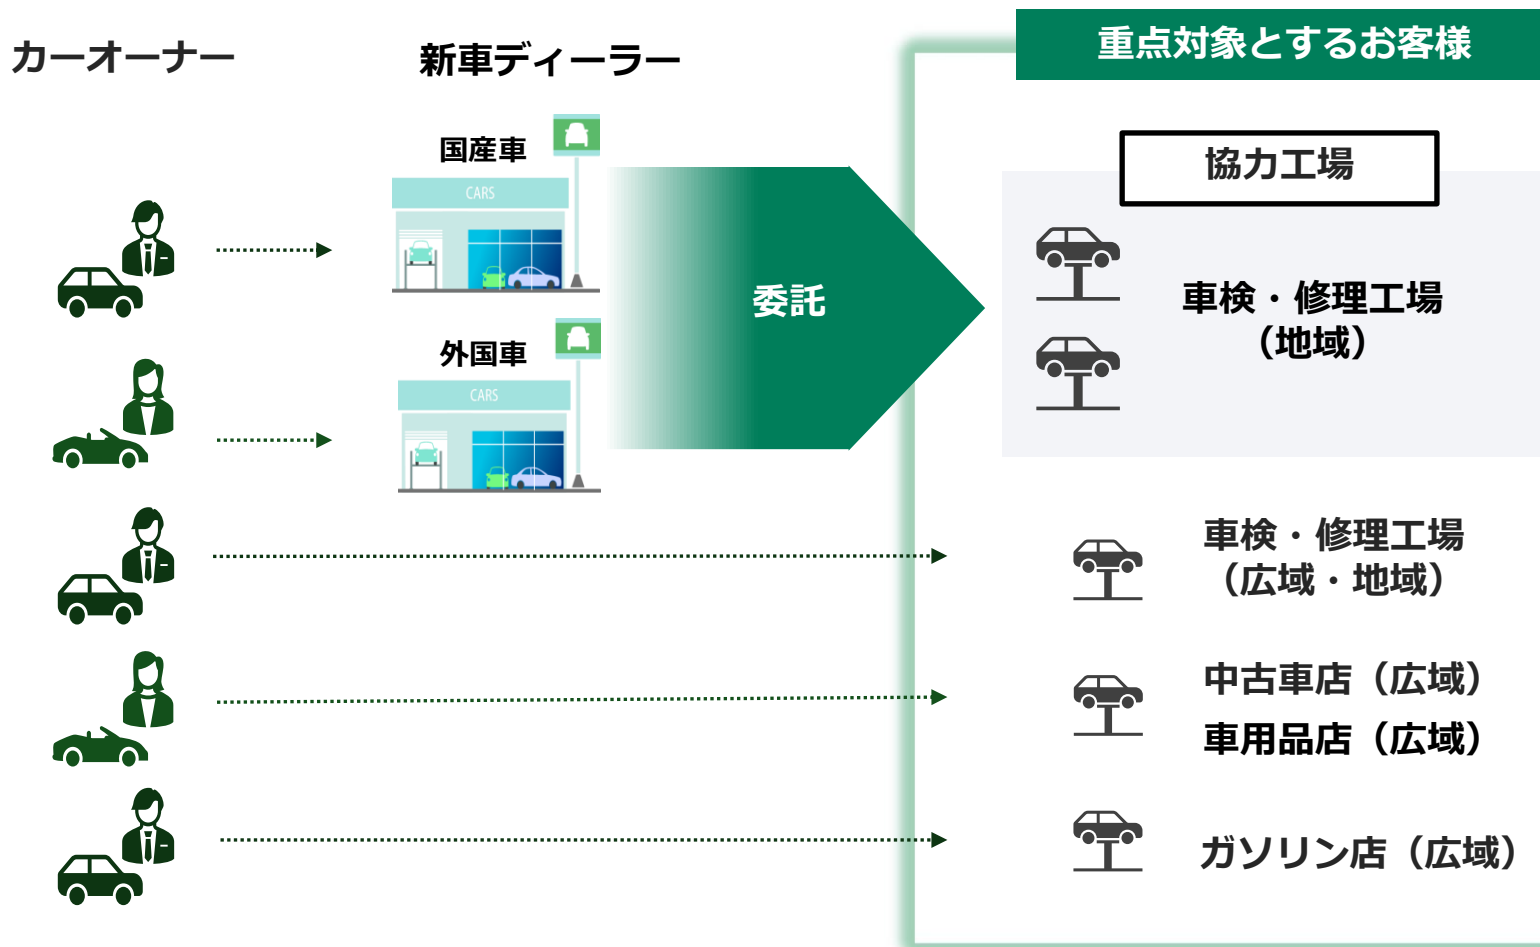 カーオーナー
新車ディーラー
重点対象とするお客様
国産車
CARS
外国車
CARS
委託
協力工場
車検・修理工場
（地域）
車検・修理工場
（広域・地域）
中古車店（広域）
車用品店（広域）
ガソリン店（広域）